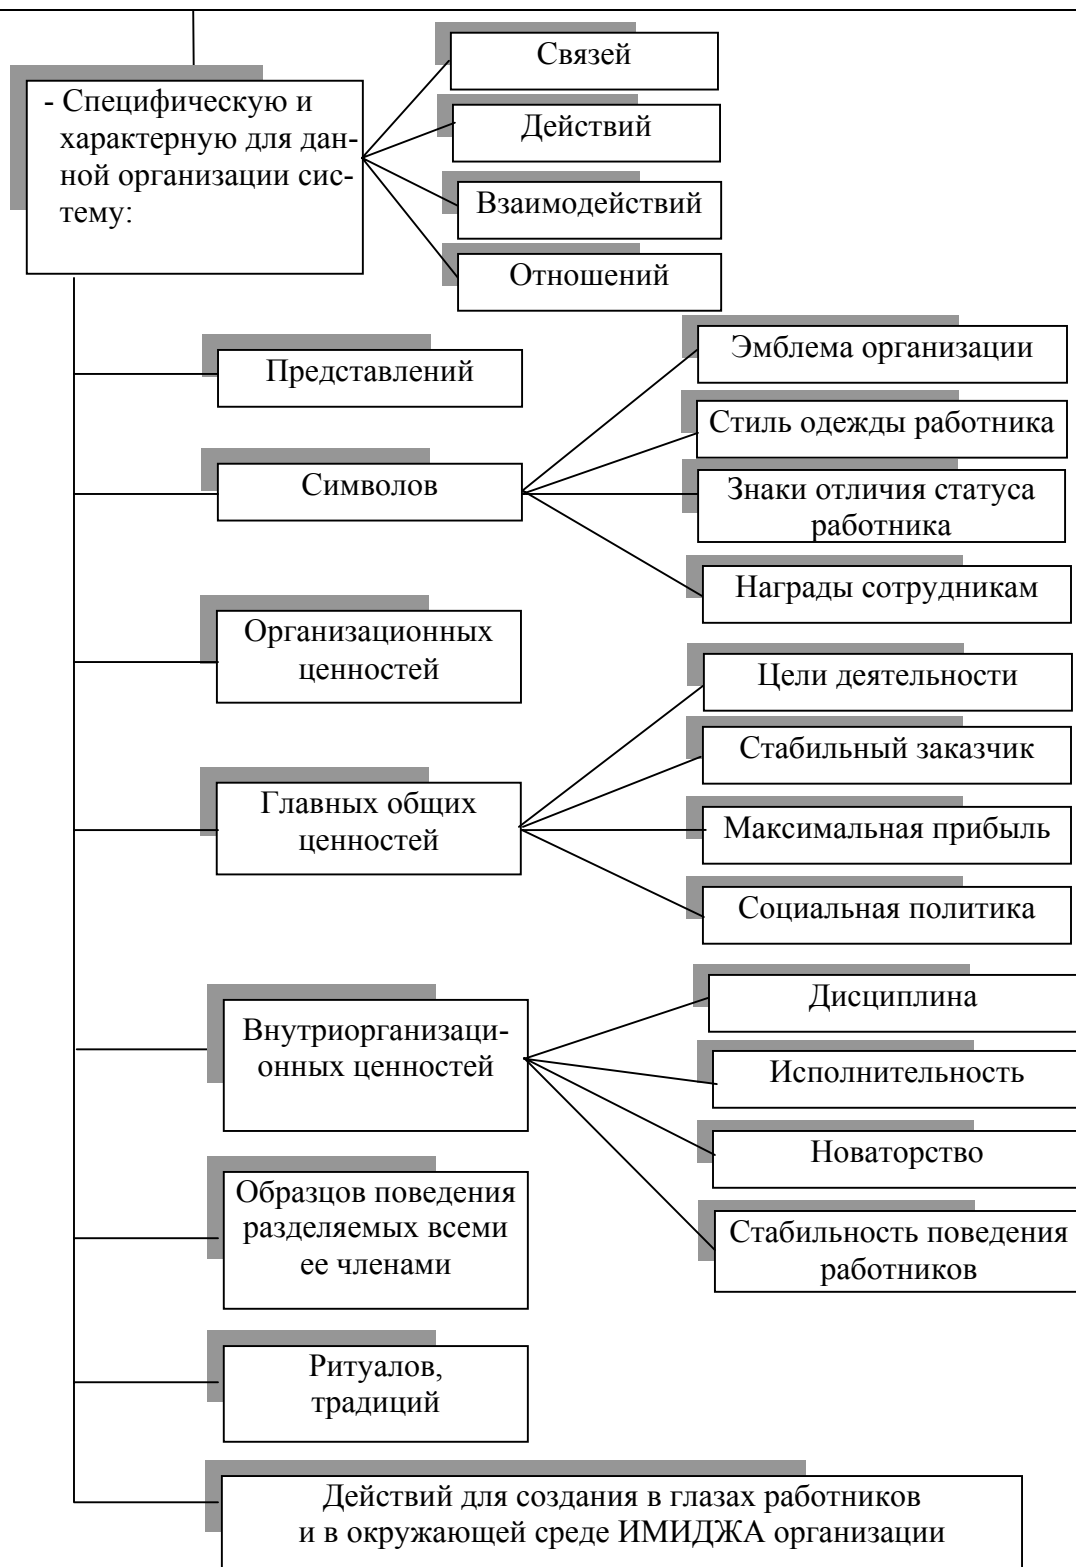 - Специфическую и
характерную для дан-
ной организации сис-
тему:
Связей
Действий
Взаимодействий
Отношений
Представлений
Символов
Эмблема организации
Стиль одежды работника
Знаки отличия статуса
работника
Награды сотрудникам
Организационных
ценностей
Главных общих
ценностей
Цели деятельности
Стабильный заказчик
Максимальная прибыль
Социальная политика
Внутриорганизаци-
онных ценностей
Дисциплина
Исполнительность
Новаторство
Стабильность поведения
работников
Образцов поведения
разделяемых всеми
ее членами
Ритуалов,
традиций
Действий для создания в глазах работников
и в окружающей среде ИМИДЖА организации